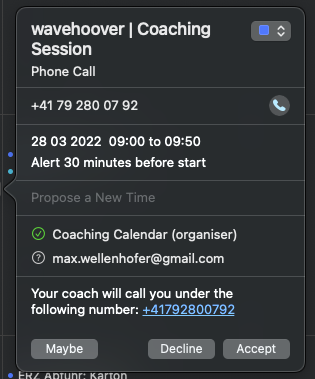 wavehoover | Coaching
Session
Phone Call
+41 79 280 07 92
28 03 2022 09:00 to 09:50
Alert 30 minutes before start
Propose a New Time
Coaching Calendar (organiser)
max.wellenhofer@gmail.com
Your coach will call you under the
following number: +41792800792
Maybe
Decline
Accept
ERZ Abfuhr: Karton